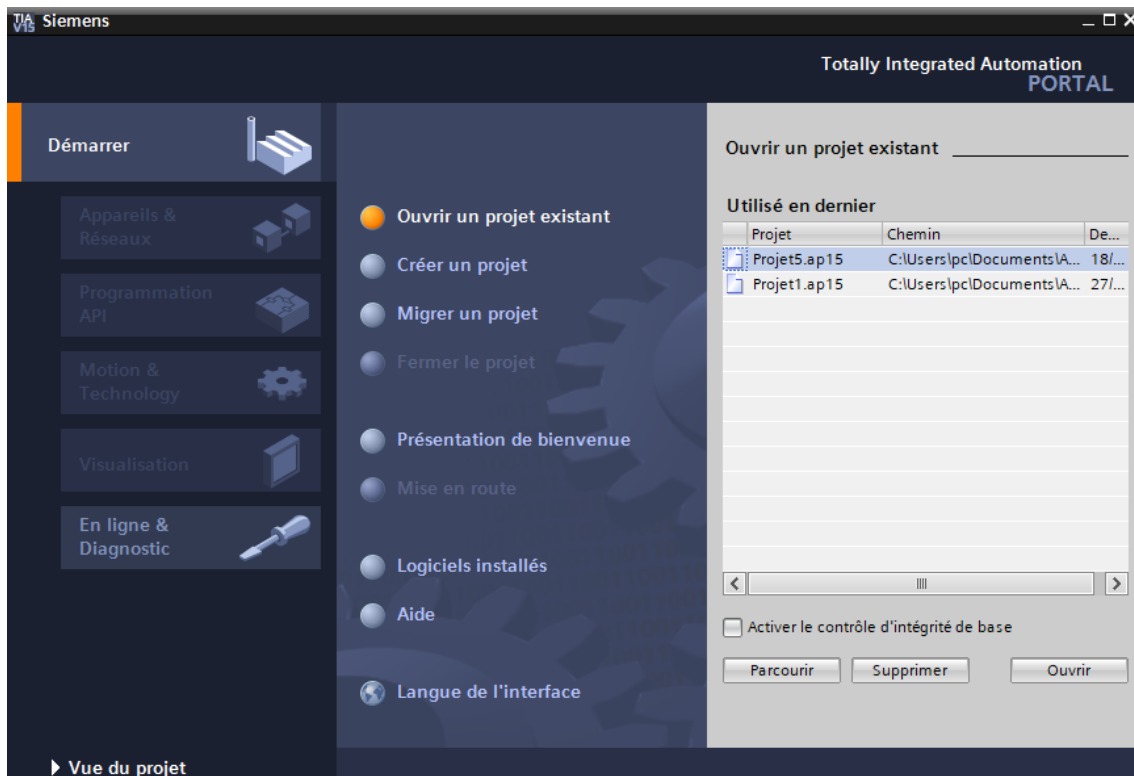 TIA V15 Siemens
Totally Integrated Automation
PORTAL
Démarrer
Appareils &
Réseaux
Programmation
API
Motion &
Technology
Visualisation
En ligne &
Diagnostic
Vue du projet
Ouvrir un projet existant
Créer un projet
Migrer un projet
Fermer le projet
Présentation de bienvenue
Mise en route
Logiciels installés
Aide
Langue de l'interface
Ouvrir un projet existant
Utilisé en dernier
Projet Chemin De...
Projet5.ap15 C:\Users\pc\Documents\A... 18/...
Projet1.ap15 C:\Users\pc\Documents\A... 27/...
Activer le contrôle d'intégrité de base
Parcourir Supprimer Ouvrir